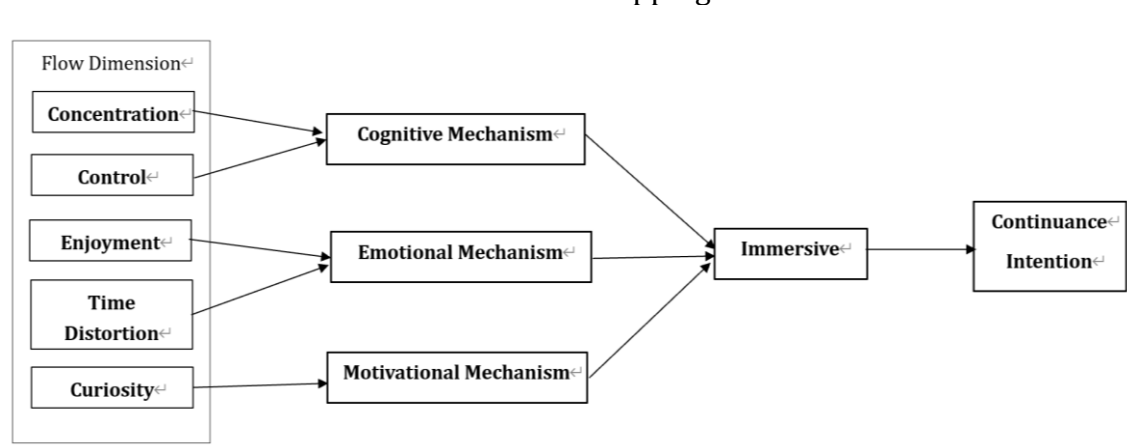 Flow Dimension
Concentration
Control
Enjoyment
Time
Distortion
Curiosity
Cognitive Mechanism
Emotional Mechanism
Motivational Mechanism
Immersive
Continuance
Intention